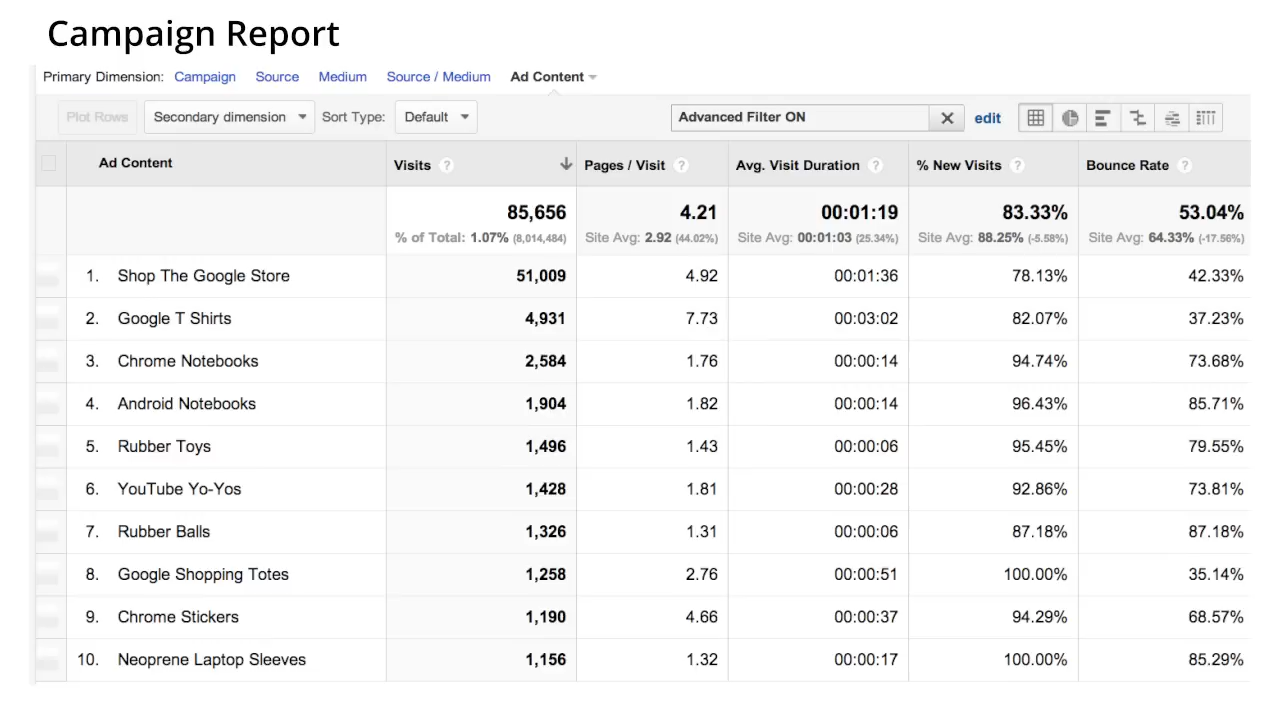 Campaign Report
Primary Dimension: Campaign Source Medium Source / Medium Ad Content
Plot Rows Secondary dimension Sort Type: Default Advanced Filter ON edit
Ad Content Visits ? Pages / Visit ? Avg. Visit Duration ? % New Visits ? Bounce Rate ?
85,656 4.21 00:01:19 83.33% 53.04%
% of Total: 1.07% (8,014,484) Site Avg: 2.92 (44.02%) Site Avg: 00:01:03 (25.34%) Site Avg: 88.25% (-5.58%) Site Avg: 64.33% (-17.56%)
1. Shop The Google Store 51,009 4.92 00:01:36 78.13% 42.33%
2. Google T Shirts 4,931 7.73 00:03:02 82.07% 37.23%
3. Chrome Notebooks 2,584 1.76 00:00:14 94.74% 73.68%
4. Android Notebooks 1,904 1.82 00:00:14 96.43% 85.71%
5. Rubber Toys 1,496 1.43 00:00:06 95.45% 79.55%
6. YouTube Yo-Yos 1,428 1.81 00:00:28 92.86% 73.81%
7. Rubber Balls 1,326 1.31 00:00:06 87.18% 87.18%
8. Google Shopping Totes 1,258 2.76 00:00:51 100.00% 35.14%
9. Chrome Stickers 1,190 4.66 00:00:37 94.29% 68.57%
10. Neoprene Laptop Sleeves 1,156 1.32 00:00:17 100.00% 85.29%